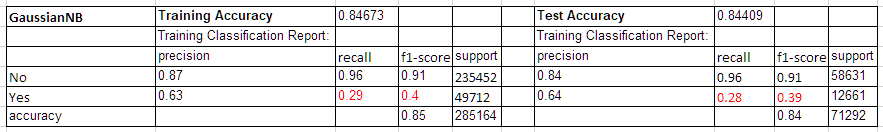 GaussianNB Training Accuracy 0.84673 Test Accuracy 0.84409
Training Classification Report: Training Classification Report:
precision recall f1-score support precision recall f1-score support
No 0.87 0.96 0.91 235452 0.84 0.96 0.91 58631
Yes 0.63 0.29 0.4 49712 0.64 0.28 0.39 12661
accuracy 0.85 285164 0.84 71292